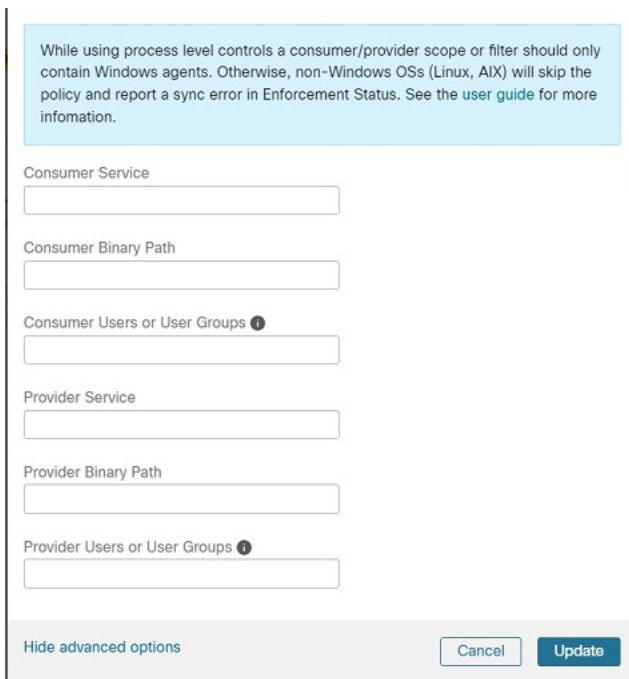 While using process level controls a consumer/provider scope or filter should only
contain Windows agents. Otherwise, non-Windows OSs (Linux, AIX) will skip the
policy and report a sync error in Enforcement Status. See the user guide for more
infomation.
Consumer Service
Consumer Binary Path
Consumer Users or User Groups
Provider Service
Provider Binary Path
Provider Users or User Groups
Hide advanced options
Cancel
Update